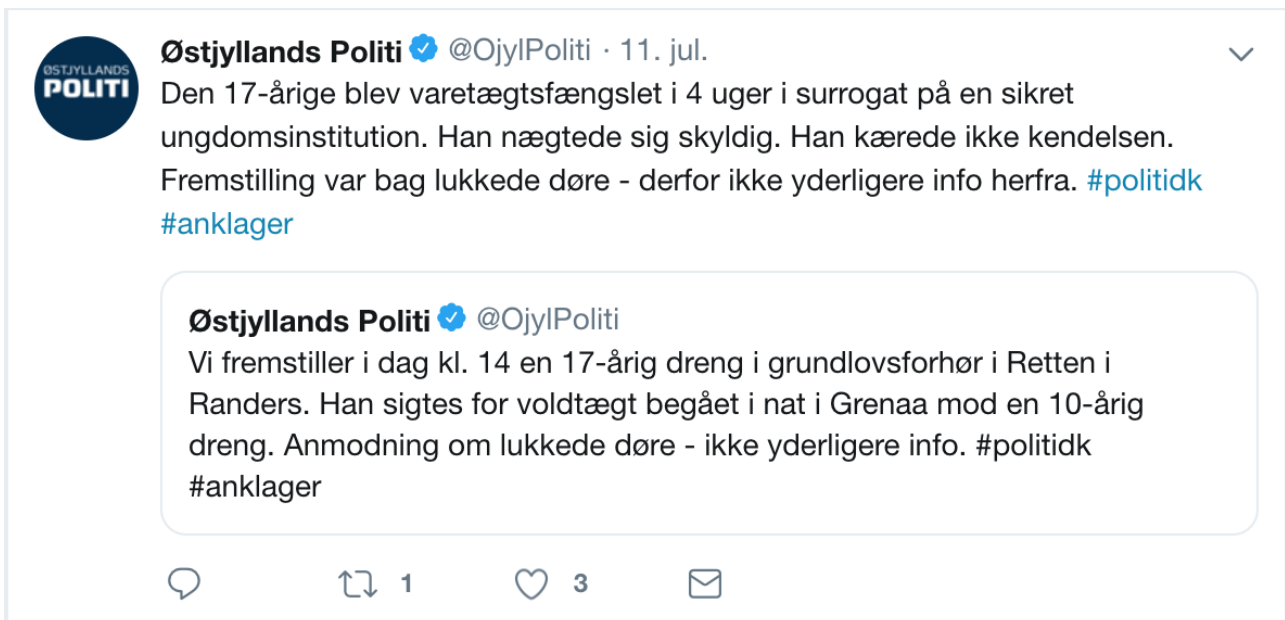 ØSTJYLLANDS
POLITI
Østjyllands Politi @OjylPoliti · 11. jul.
Den 17-årige blev varetægtsfængslet i 4 uger i surrogat på en sikret
ungdomsinstitution. Han nægtede sig skyldig. Han kærede ikke kendelsen.
Fremstilling var bag lukkede døre - derfor ikke yderligere info herfra. #politidk
#anklager
Østjyllands Politi @OjylPoliti
Vi fremstiller i dag kl. 14 en 17-årig dreng i grundlovsforhør i Retten i
Randers. Han sigtes for voldtægt begået i nat i Grenaa mod en 10-årig
dreng. Anmodning om lukkede døre - ikke yderligere info. #politidk
#anklager
1 3